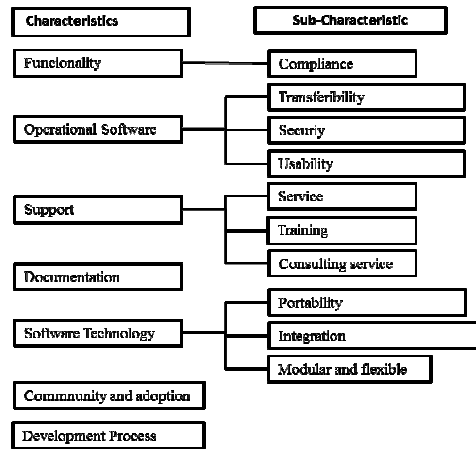 Characteristics
Sub-Characteristic
Funcionality
Compliance
Operational Software
Transferibility
Securiy
Usability
Support
Service
Training
Consulting service
Documentation
Software Technology
Portability
Integration
Modular and flexible
Community and adoption
Development Process